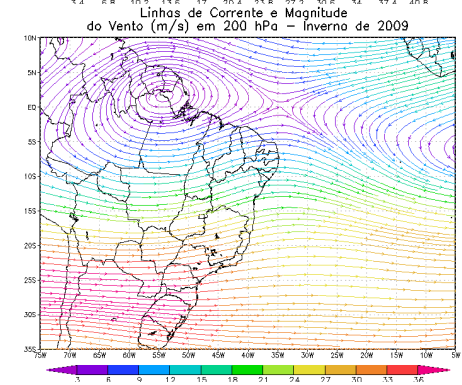 Linhas de Corrente e Magnitude
do Vento (m/s) em 200 hPa – Inverno de 2009
10N
5N
EQ
5S
10S
15S
20S
25S
30S
35S
75W 70W 65W 60W 55W 50W 45W 40W 35W 30W 25W 20W 15W 10W 5W
3 6 9 12 15 18 21 24 27 30 33 36